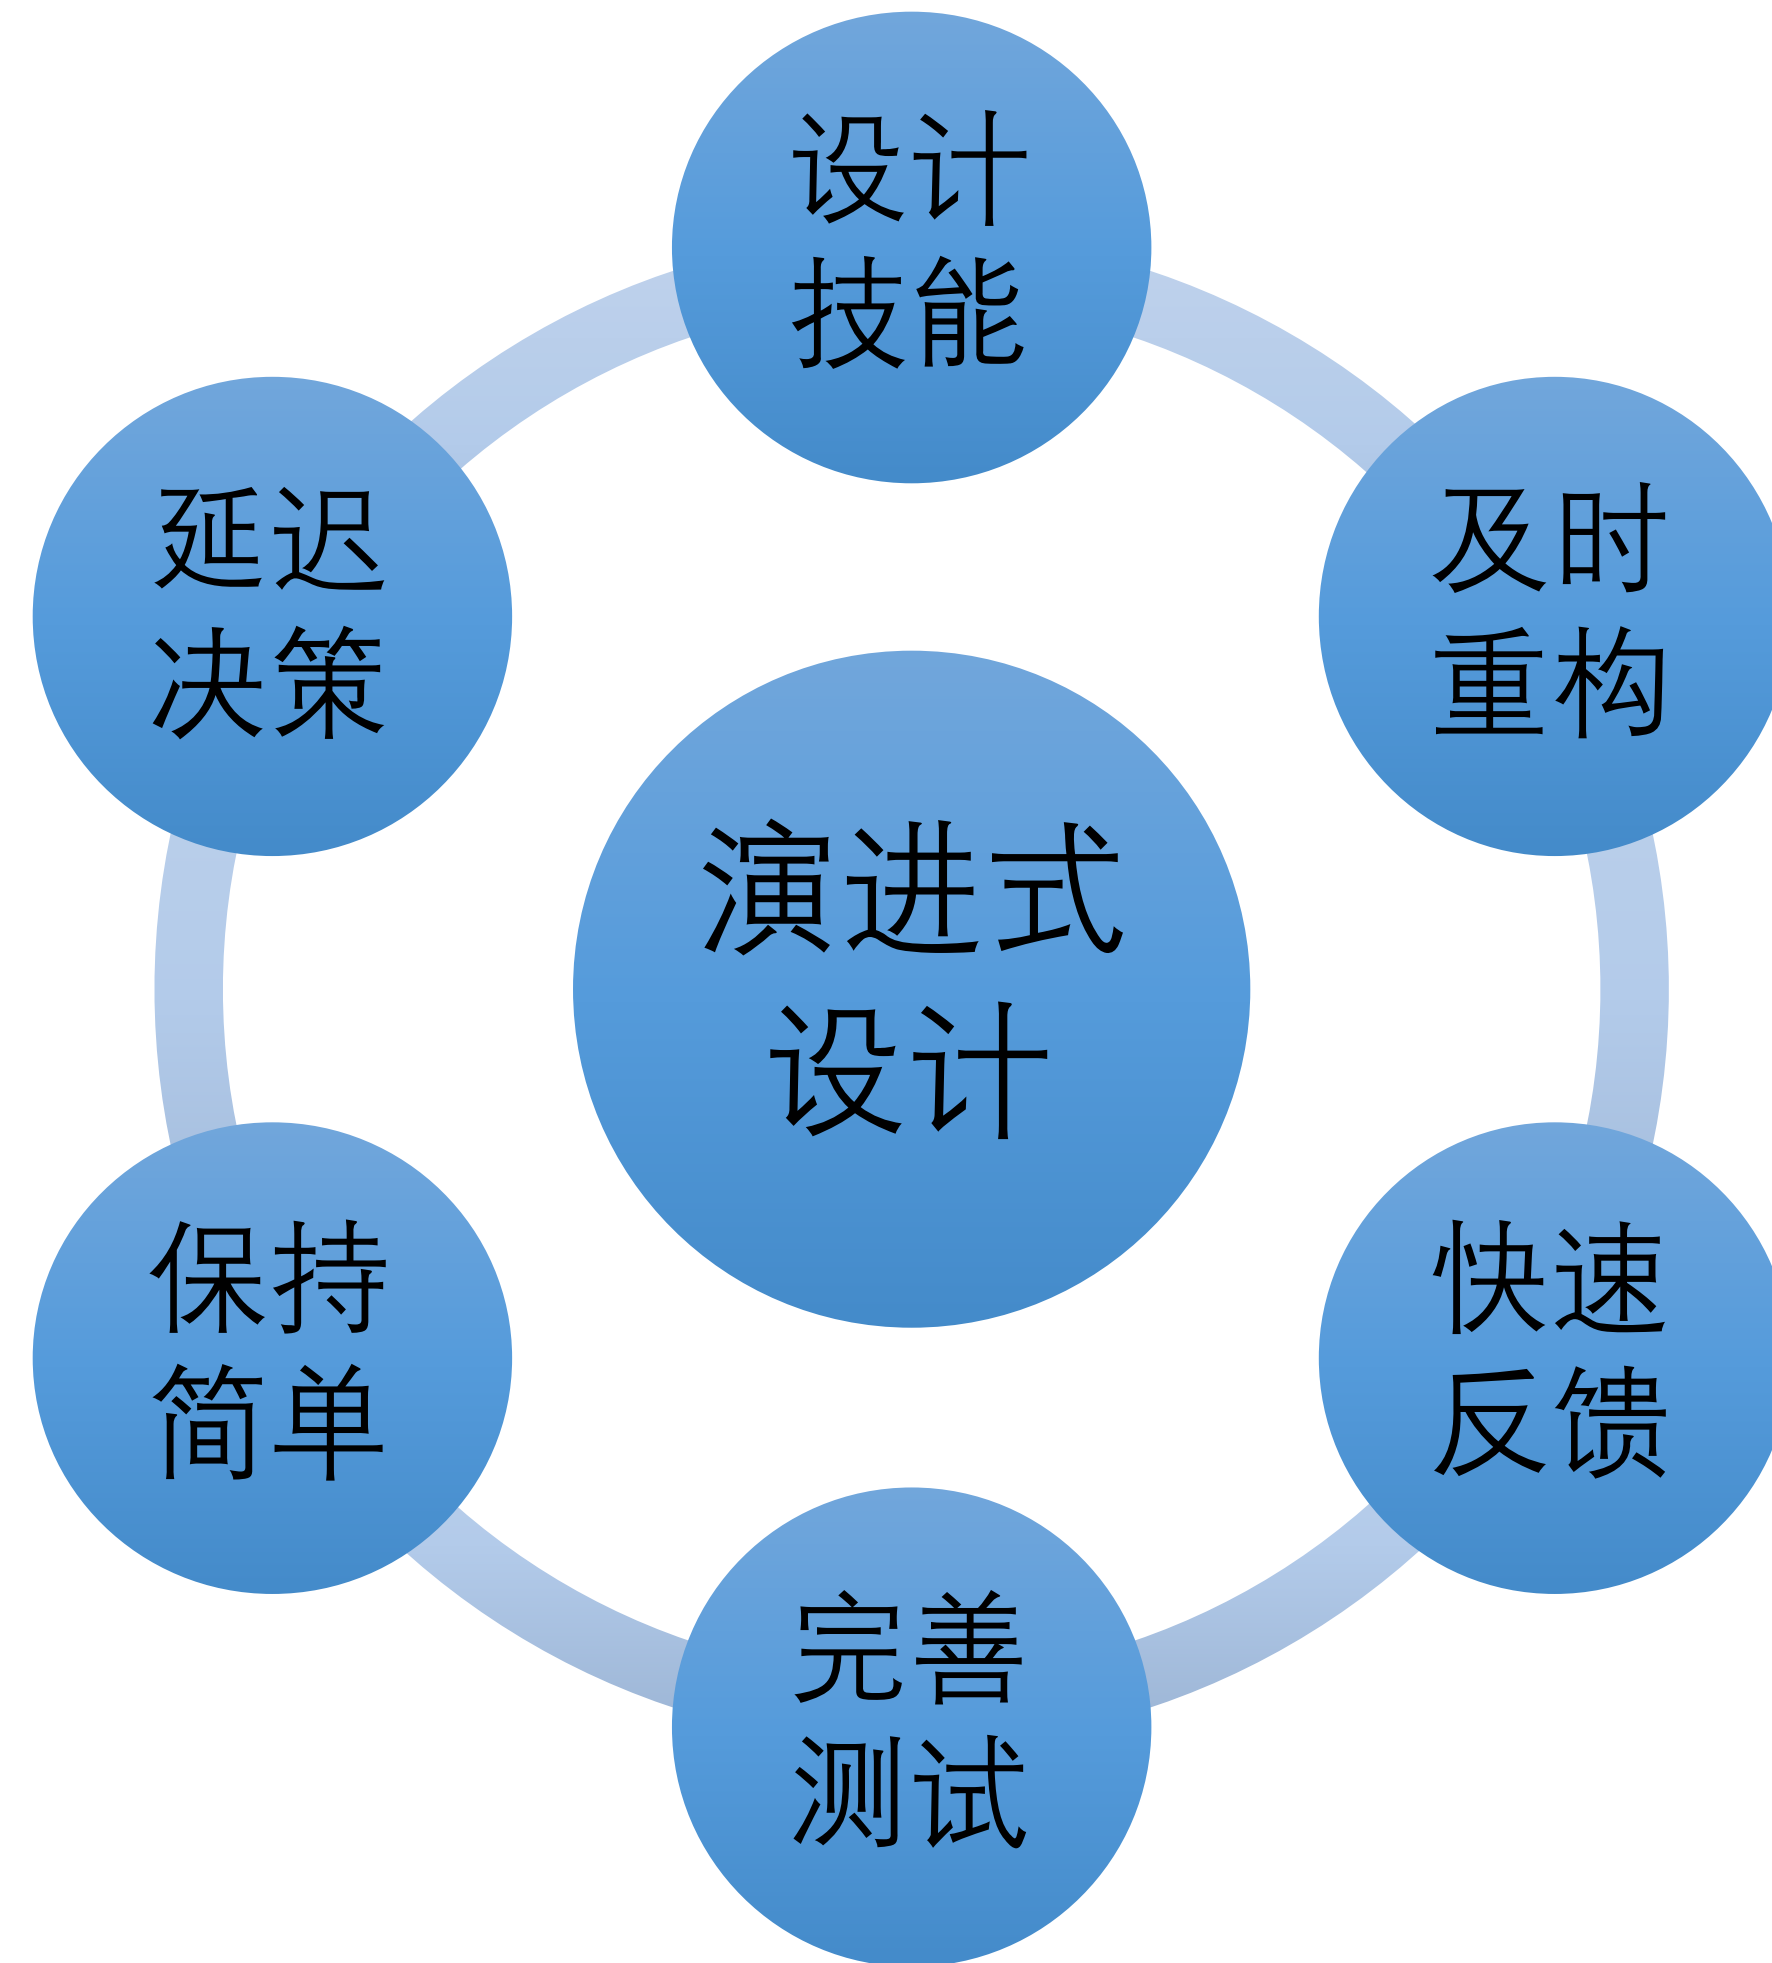 设计
技能
延迟
决策
及时
重构
演进式
设计
保持
简单
快速
反馈
完善
测试